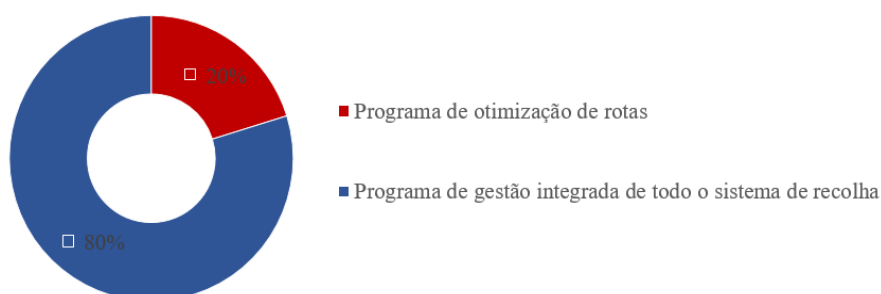 20%
Programa de otimização de rotas
Programa de gestão integrada de todo o sistema de recolha
80%